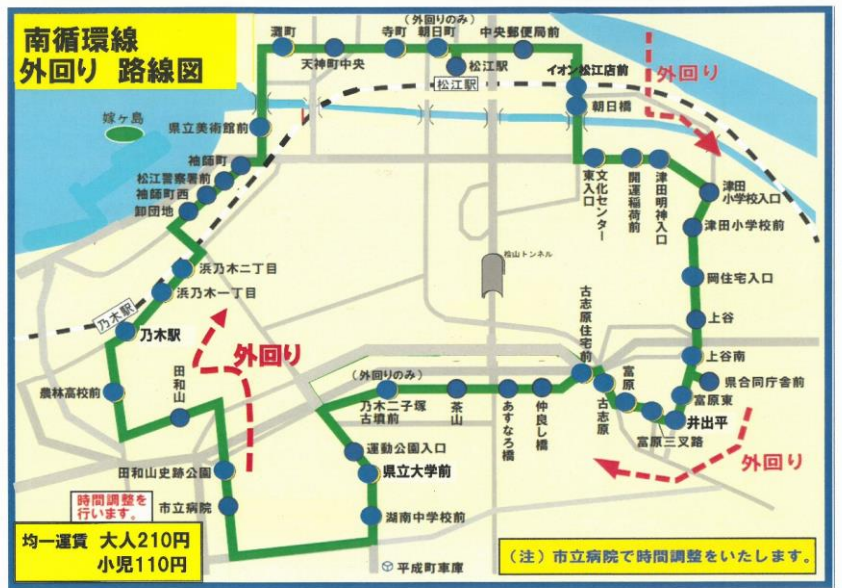 南循環線
外回り 路線図
(外回りのみ)
灘町
天神町中央
寺町
朝日町
松江駅
中央郵便局前
イオン松江店前
朝日橋
外回り
松江駅
嫁ヶ島
県立美術館前
袖師町
松江警察署前
袖師町西
卸団地
浜乃木二丁目
浜乃木一丁目
乃木駅
乃木駅
農林高校前
田和山
外回り
田和山史跡公園
市立病院
時間調整を
行います。
文化センター
東入口
開運稲荷前
津田明神入口
津田
小学校入口
津田小学校前
岡住宅入口
上谷
上谷南
県合同庁舎前
富原東
井出平
富原三叉路
富原
古志原
古志原住宅前
仲良し橋
あすなろ橋
茶山
(外回りのみ)
乃木二子塚
古墳前
運動公園入口
県立大学前
湖南中学校前
平成町車庫
桧山トンネル
外回り
均一運賃 大人210円
小児110円
(注)市立病院で時間調整をいたします。